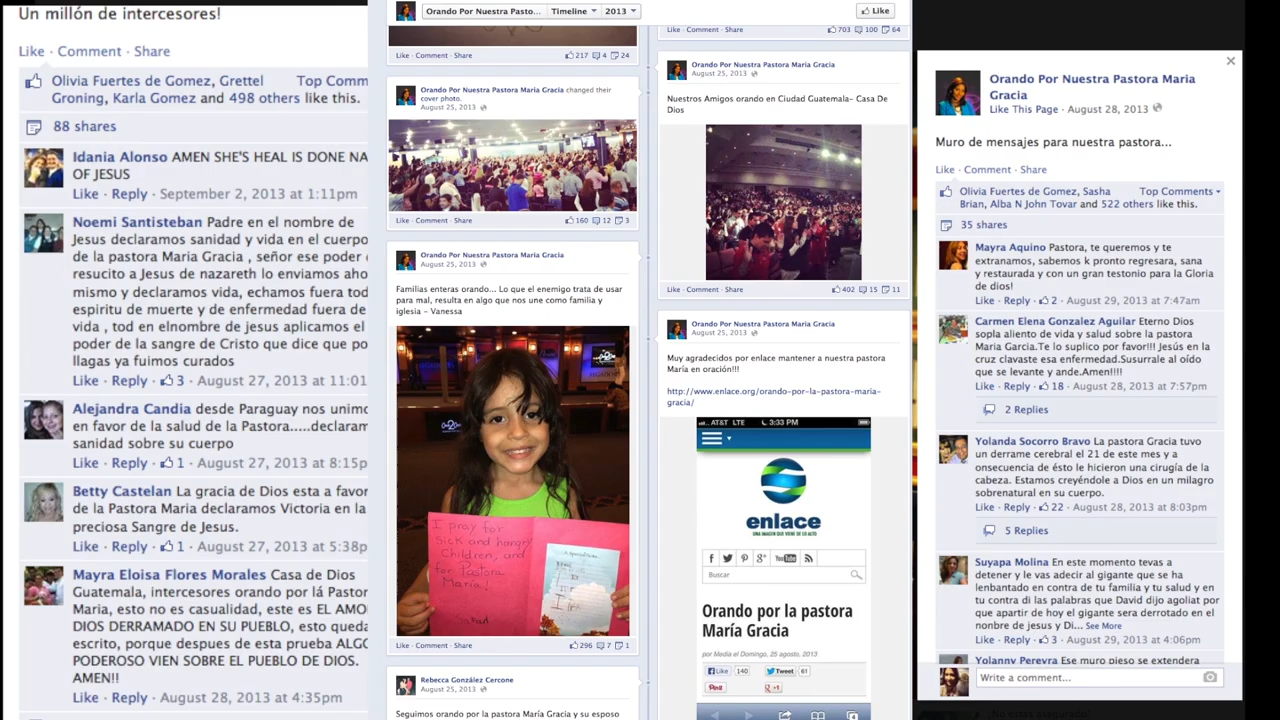 Un millón de intercesores!
Like · Comment · Share
Olivia Fuertes de Gomez, Grettel
Top Comm
Groning, Karla Gomez and 498 others like this.
88 shares
Idania Alonso AMEN SHE'S HEAL IS DONE NA
OF JESUS
Like · Reply · September 2, 2013 at 1:11pm
Noemi Santisteban Padre en el nombre de
Jesus declaramos sanidad y vida en el cuerpo
de la pastora Maria Gracia , señor ese poder
resucito a Jesus de nazareth lo enviamos aho
mismo y declaramos vida, echamos fuera tod
espiritu de muerte y de enfermedad fuera de
vida , tod en elnombre de jesus aplicamos el
poder de la sangre de Cristo que dice que po
llagas ya fuimos curados
Like · Reply · 3 · August 27, 2013 at 11:01
Alejandra Candia desde Paraguay nos unimo
en favor de la salud de la Pastora.....declaram
sanidad sobre su cuerpo
Like · Reply · 1 · August 27, 2013 at 8:15p
Betty Castelan La gracia de Dios esta a favor
de la Pastora Maria declaramos Victoria en la
preciosa Sangre de Jesus.
Like · Reply · 1 · August 27, 2013 at 5:38p
Mayra Eloisa Flores Morales Casa de Dios
Guatemala, intercesores orando por lá Pastor
Maria, esto no es casualidad, este es EL AMO
DIOS DERRAMADO EN SU PUEBLO, esto queda
escrito, porque despues de esta prueba ALGO
PODEROSO VIEN SOBRE EL PUEBLO DE DIOS.
AMEN!!
Like · Reply · August 28, 2013 at 4:35pm
Orando Por Nuestra Pasto...
Timeline
2013
Like
Like · Comment · Share
217 4 24
Orando Por Nuestra Pastora Maria Gracia changed their
cover photo.
August 25, 2013
Like · Comment · Share
160 12 3
Orando Por Nuestra Pastora Maria Gracia
August 25, 2013
Familias enteras orando... Lo que el enemigo trata de usar
para mal, resulta en algo que nos une como familia y
iglesia – Vanessa
I pray for
Sick and hangry
Children, and
for Pastora
Maria!
Like · Comment · Share
296 7 1
Rebecca González Cercone
August 25, 2013
Seguimos orando por la pastora María Gracia y su esposo
Like · Comment · Share
703 100 64
Orando Por Nuestra Pastora Maria Gracia
August 25, 2013
Nuestros Amigos orando en Ciudad Guatemala- Casa De
Dios
Like · Comment · Share
402 15 11
Orando Por Nuestra Pastora Maria Gracia
August 25, 2013
Muy agradecidos por enlace mantener a nuestra pastora
María en oración!!!
http://www.enlace.org/orando-por-la-pastora-maria-
gracia/
AT&T LTE
3:33 PM
enlace
UNA IMAGEN QUE VIENE DE LO ALTO
Buscar
Orando por la pastora
María Gracia
por Media el Domingo, 25 agosto, 2013
Like 140
Tweet 61
Pin it
+1
Orando Por Nuestra Pastora Maria
Gracia
Like This Page · August 28, 2013
Muro de mensajes para nuestra pastora...
Like · Comment · Share
Olivia Fuertes de Gomez, Sasha
Top Comments
Brian, Alba N John Tovar and 522 others like this.
35 shares
Mayra Aquino Pastora, te queremos y te
extranamos, sabemos k pronto regresara, sana
y restaurada y con un gran testonio para la Gloria
de dios!
Like · Reply · 2 · August 29, 2013 at 7:47am
Carmen Elena Gonzalez Aguilar Eterno Dios
sopla aliento de vida y salud sobre la pastora
Maria Garcia.Te lo suplico por favor!!! Jesús en la
cruz clavaste esa enfermedad.Susurrale al oído
que se levante y ande.Amen!!!!
Like · Reply · 18 · August 28, 2013 at 7:57pm
2 Replies
Yolanda Socorro Bravo La pastora Gracia tuvo
un derrame cerebral el 21 de este mes y a
onsecuencia de ésto le hicieron una cirugía de la
cabeza. Estamos creyéndole a Dios en un milagro
sobrenatural en su cuerpo.
Like · Reply · 22 · August 28, 2013 at 8:03pm
5 Replies
Suyapa Molina En este momento tevas a
detener y le vas adecir al gigante que se ha
lenbantado en contra de tu familia y tu salud y en
tu contra di las palabras que David dijo agoliat por
que apartir de hoy el gigante sera derrotado en el
nonbre de jesus y Di... See More
Like · Reply · 3 · August 29, 2013 at 4:06pm
Yolanny Pereyra Ese muro pieso se extendera
Write a comment...